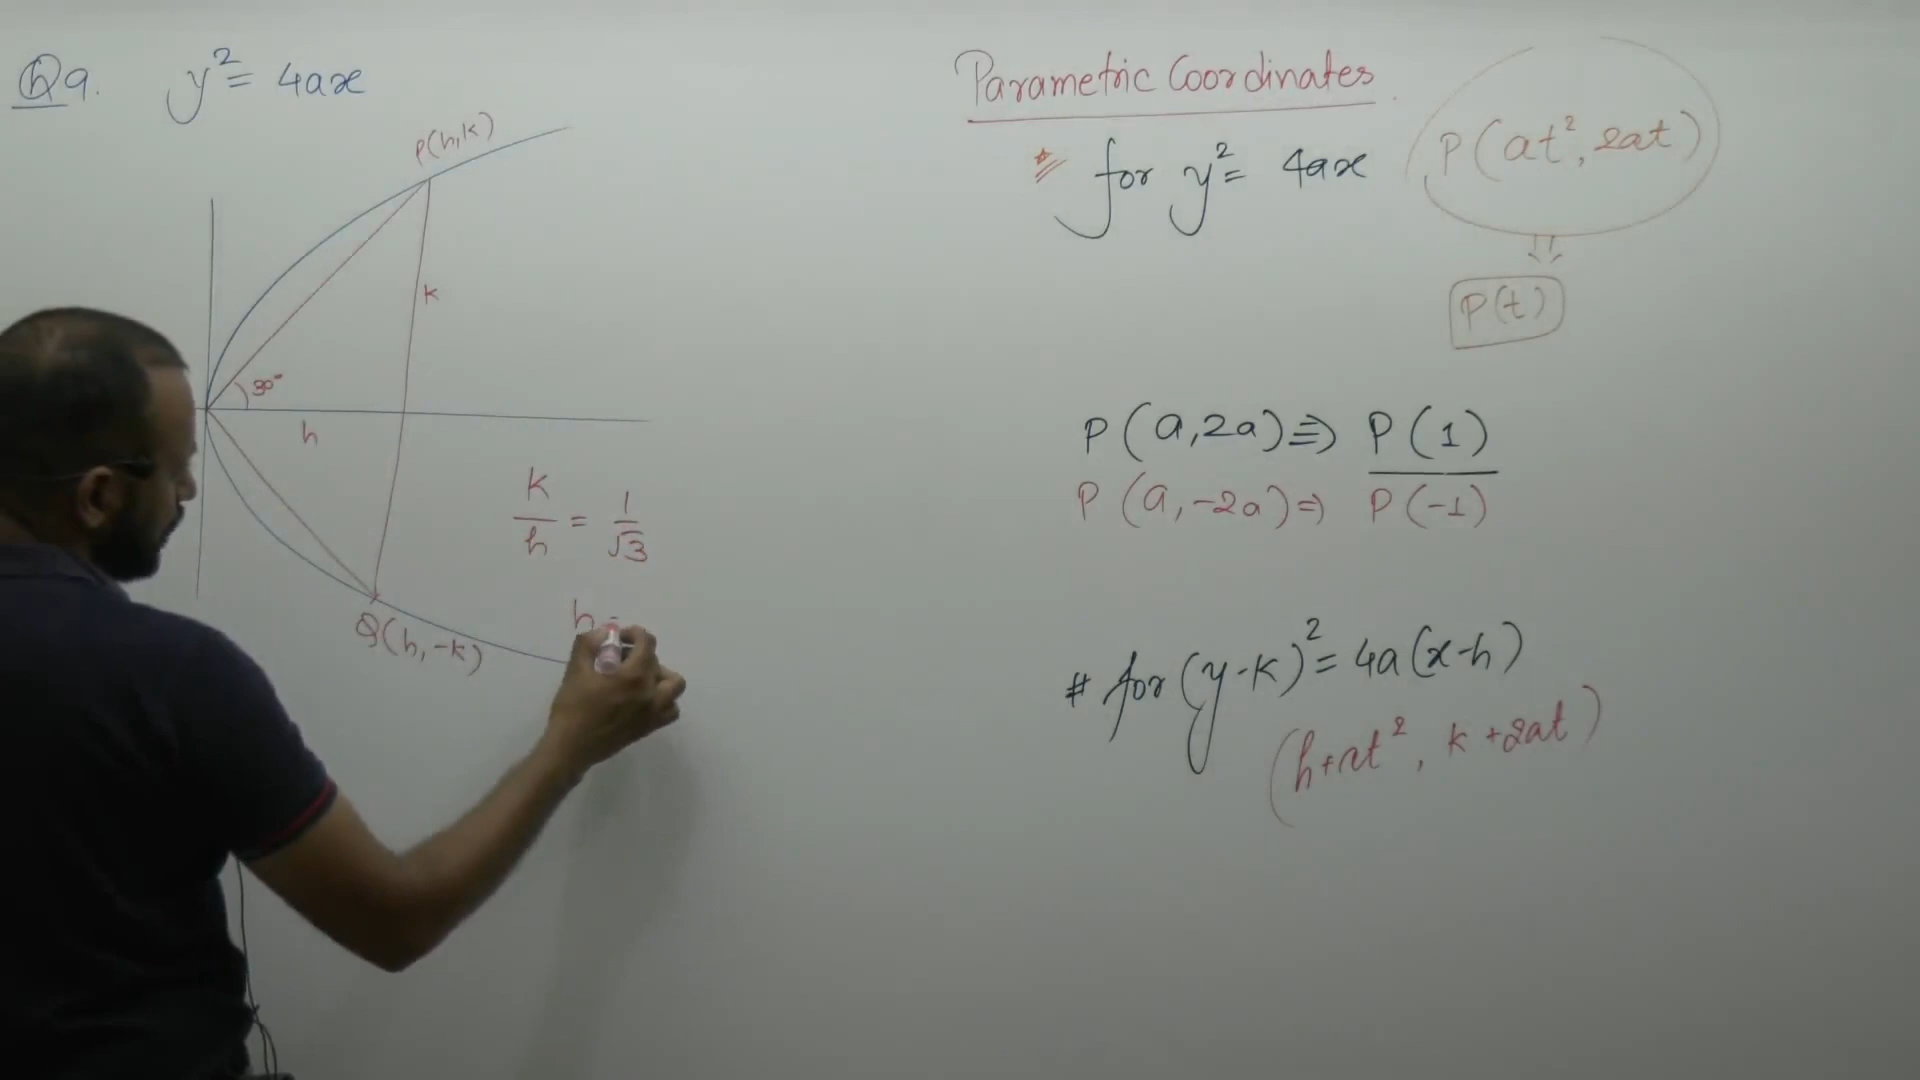 Q9. y² = 4ax
P(h,k)
k
30°
h
k/h = 1/√3
h =
Q(h,-k)
Parametric Coordinates
* for y² = 4ax P(at², 2at)
P(t)
P(a,2a) ≡> P(1)
P(a,-2a) => P(-1)
# for (y-k)² = 4a(x-h)
(h+at², k+2at)